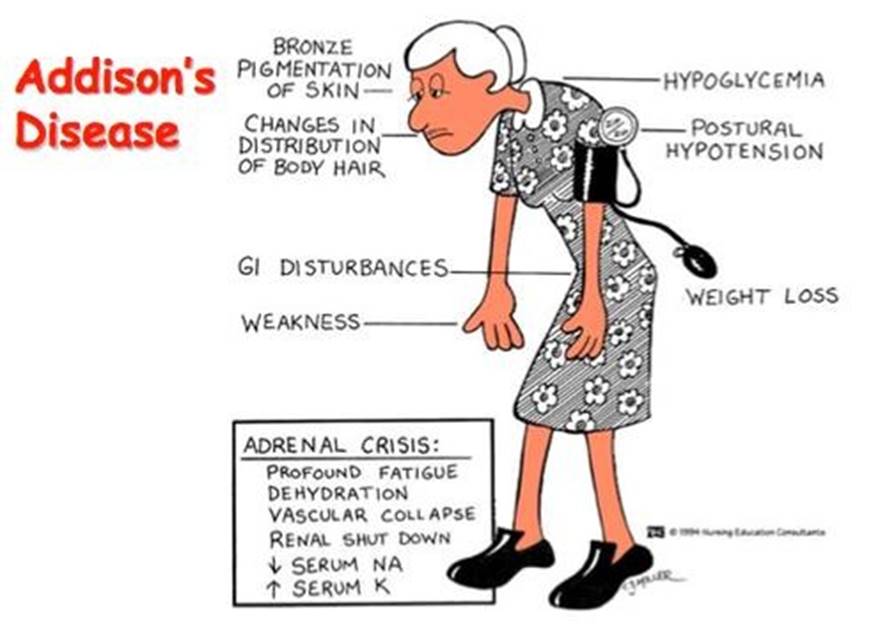 Addison's
Disease
BRONZE
PIGMENTATION
OF SKIN
CHANGES IN
DISTRIBUTION
OF BODY HAIR
GI DISTURBANCES
WEAKNESS
HYPOGLYCEMIA
POSTURAL
HYPOTENSION
WEIGHT LOSS
ADRENAL CRISIS:
PROFOUND FATIGUE
DEHYDRATION
VASCULAR COLLAPSE
RENAL SHUT DOWN
↓ SERUM NA
↑ SERUM K
© 1994 Nursing Education Consultants